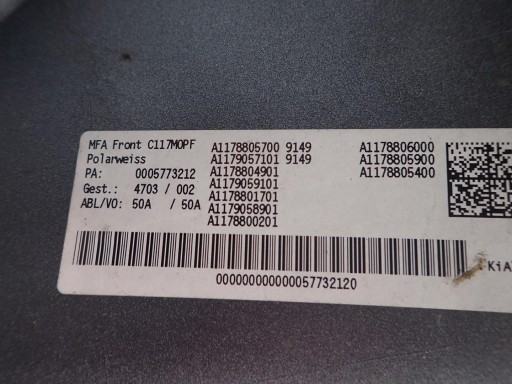 MFA Front C117MOPF
Polarweiss
PA: 0005773212
Gest.: 4703 / 002
ABL/VO: 50A / 50A
A1178805700 9149
A1179057101 9149
A1178804901
A1179059101
A1178801701
A1179058901
A1178800201
A1178806000
A1178805900
A1178805400
000000000000057732120